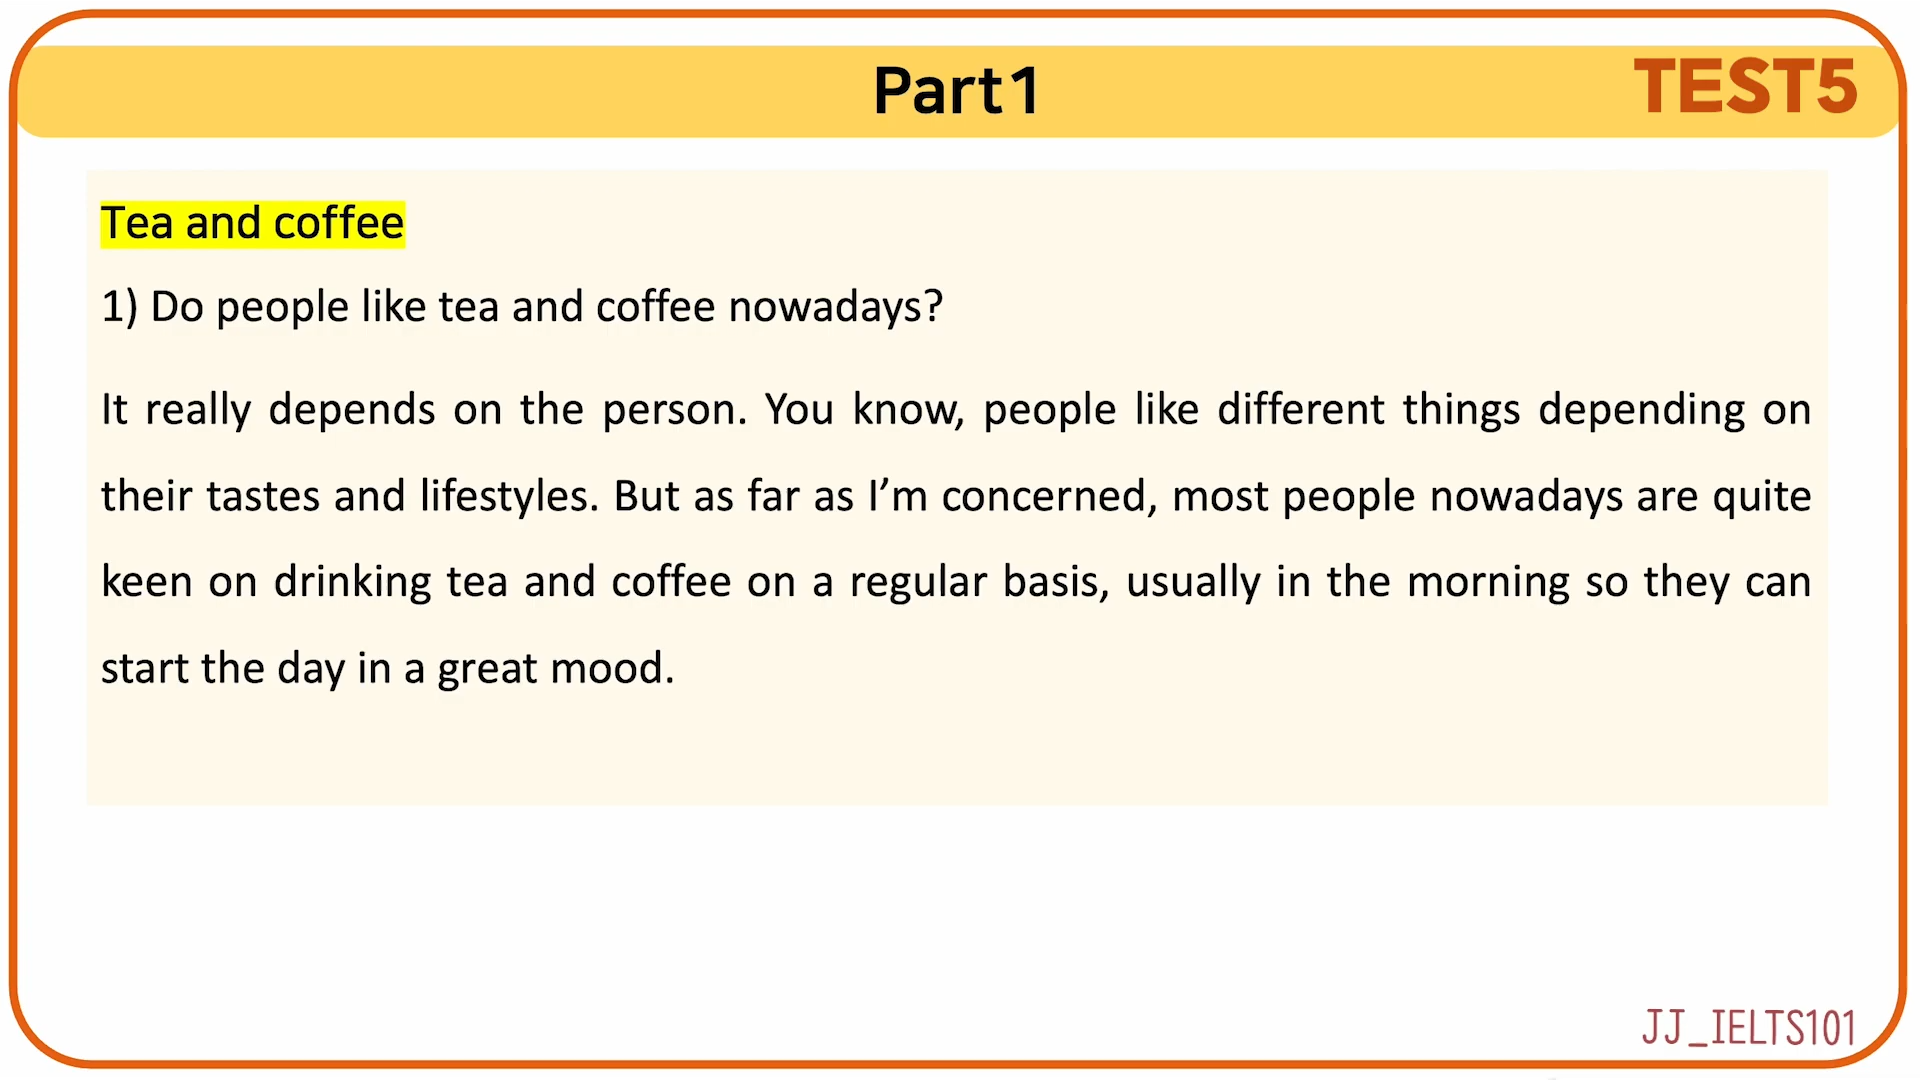 Part1
TEST5
Tea and coffee
1) Do people like tea and coffee nowadays?
It really depends on the person. You know, people like different things depending on
their tastes and lifestyles. But as far as I’m concerned, most people nowadays are quite
keen on drinking tea and coffee on a regular basis, usually in the morning so they can
start the day in a great mood.
JJ_IELTS101